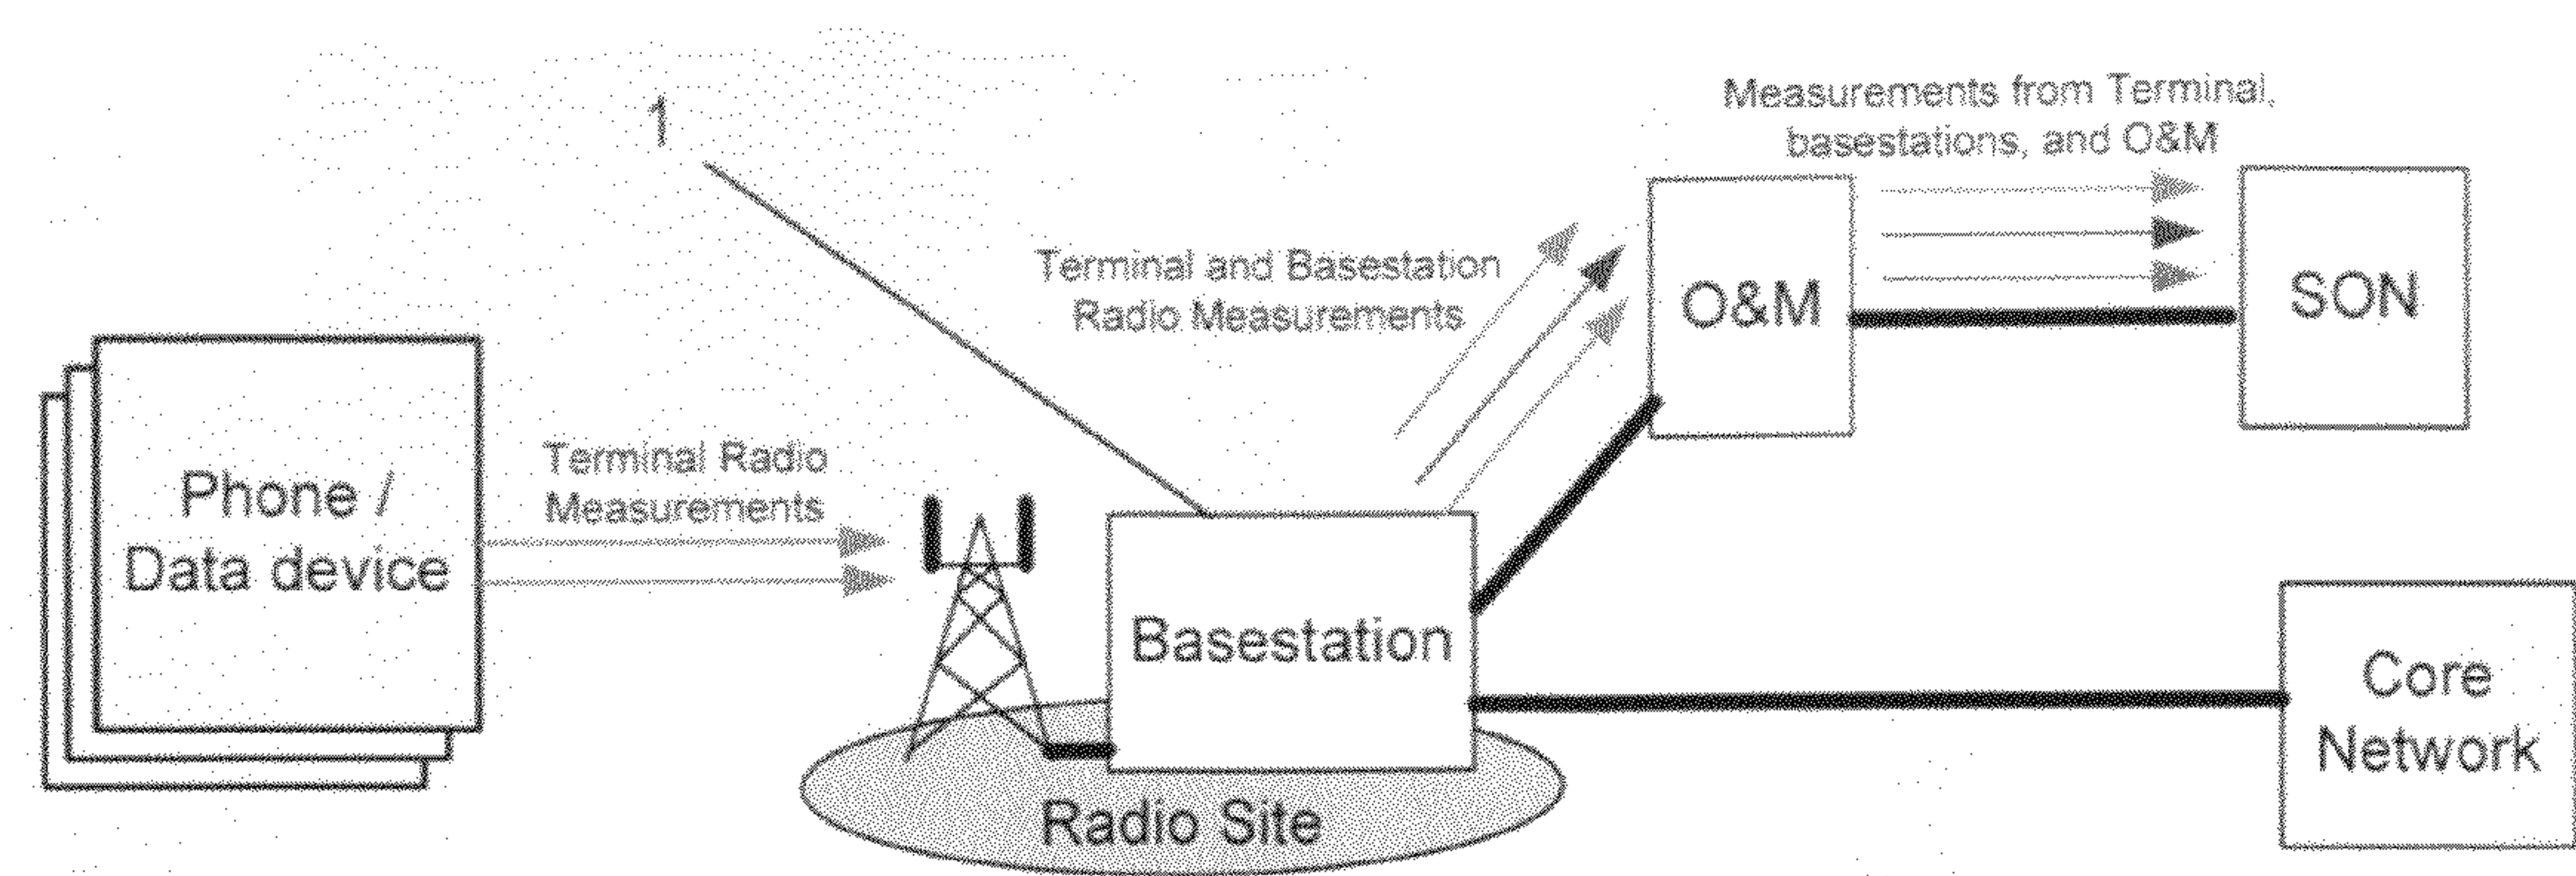 1
Measurements from Terminal,
basestations, and O&M
Terminal and Basestation
Radio Measurements
O&M
SON
Phone /
Data device
Terminal Radio
Measurements
Basestation
Core
Network
Radio Site